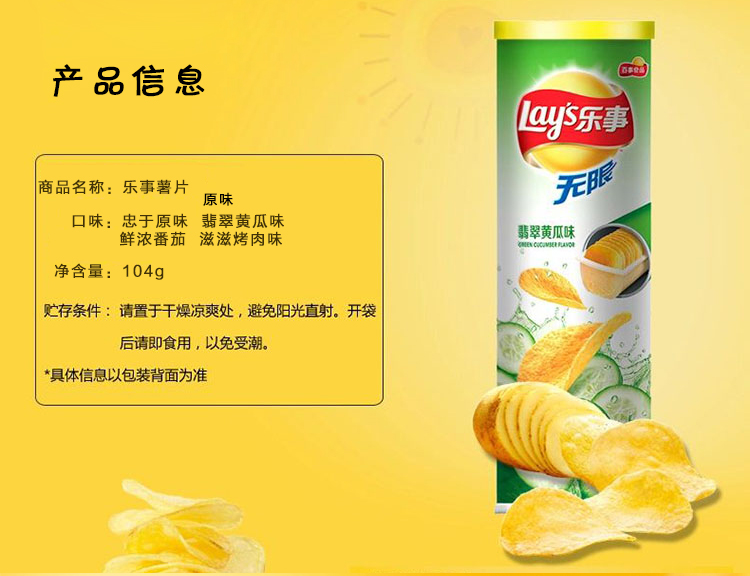 产品信息
商品名称：乐事薯片
原味
口味：忠于原味 翡翠黄瓜味
鲜浓番茄 滋滋烤肉味
净含量：104g
贮存条件：请置于干燥凉爽处，避免阳光直射。开袋
后请即食用，以免受潮。
*具体信息以包装背面为准
百事食品
Lay's乐事
无限
翡翠黄瓜味
GREEN CUCUMBER FLAVOR